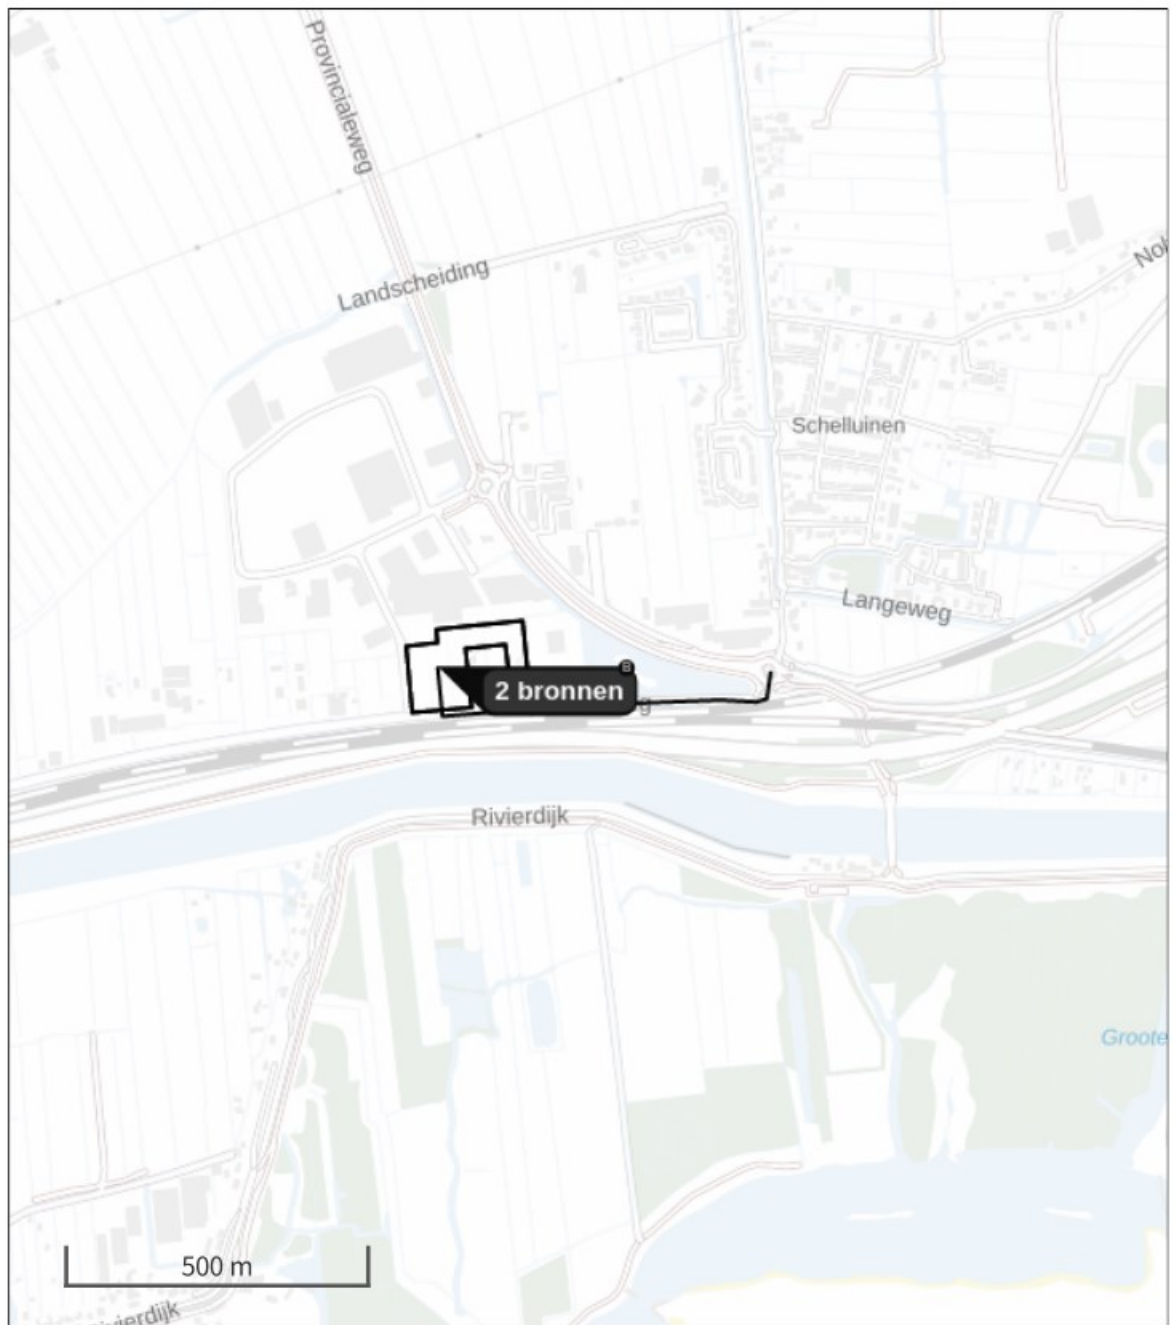 Provincialeweg
Landscheiding
Schelluinen
Langeweg
B
2 bronnen
g
Rivierdijk
Groote
500 m